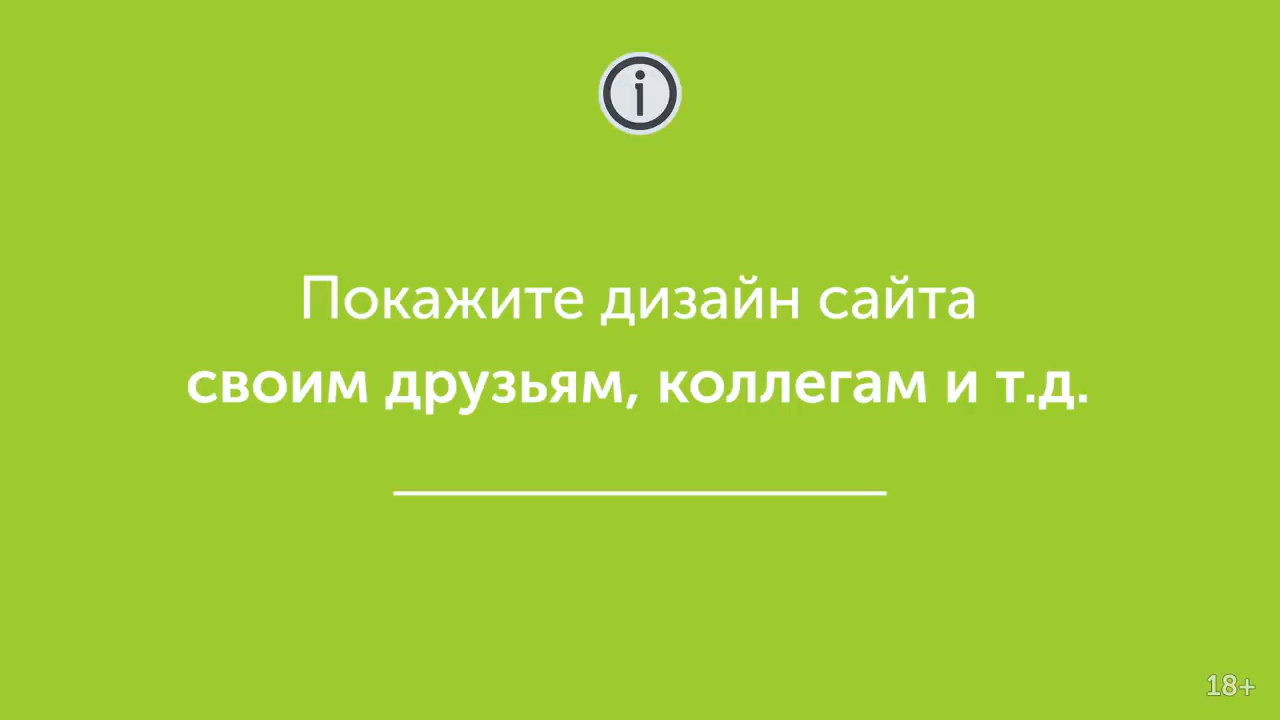 Покажите дизайн сайта
своим друзьям, коллегам и т.д.
18+